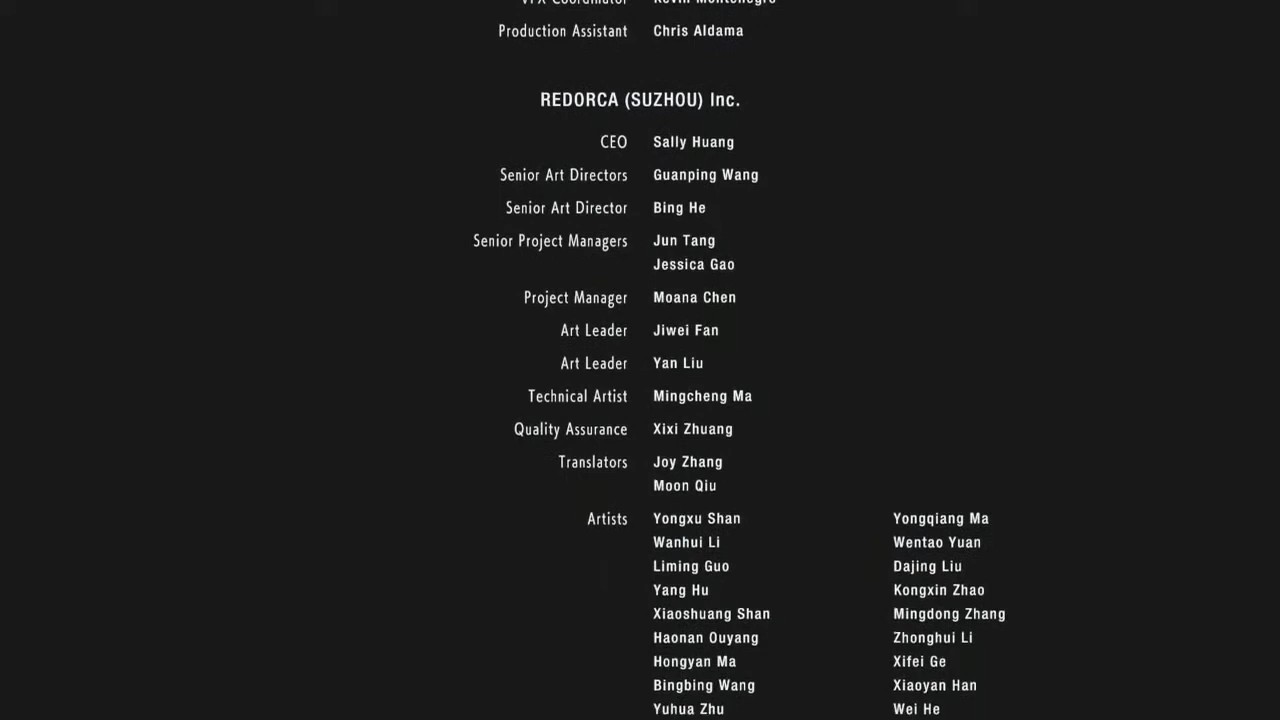 VFX Coordinator Kevin Montenegro
Production Assistant Chris Aldama
REDORCA (SUZHOU) Inc.
CEO Sally Huang
Senior Art Directors Guanping Wang
Senior Art Director Bing He
Senior Project Managers Jun Tang
Jessica Gao
Project Manager Moana Chen
Art Leader Jiwei Fan
Art Leader Yan Liu
Technical Artist Mingcheng Ma
Quality Assurance Xixi Zhuang
Translators Joy Zhang
Moon Qiu
Artists Yongxu Shan Yongqiang Ma
Wanhui Li Wentao Yuan
Liming Guo Dajing Liu
Yang Hu Kongxin Zhao
Xiaoshuang Shan Mingdong Zhang
Haonan Ouyang Zhonghui Li
Hongyan Ma Xifei Ge
Bingbing Wang Xiaoyan Han
Yuhua Zhu Wei He